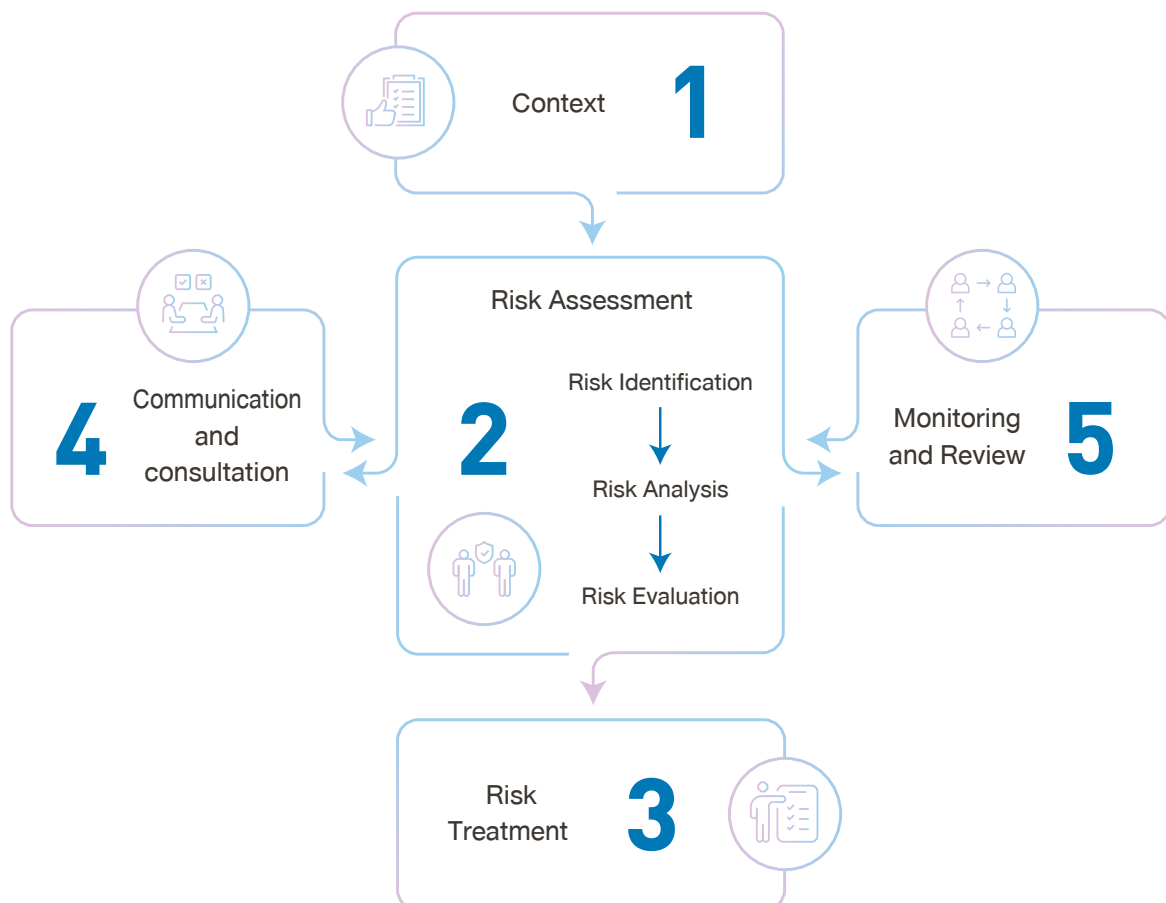 Context
1
Risk Assessment
Risk Identification
2
Risk Analysis
Risk Evaluation
4
Communication
and
consultation
Monitoring
and Review
5
Risk
Treatment
3